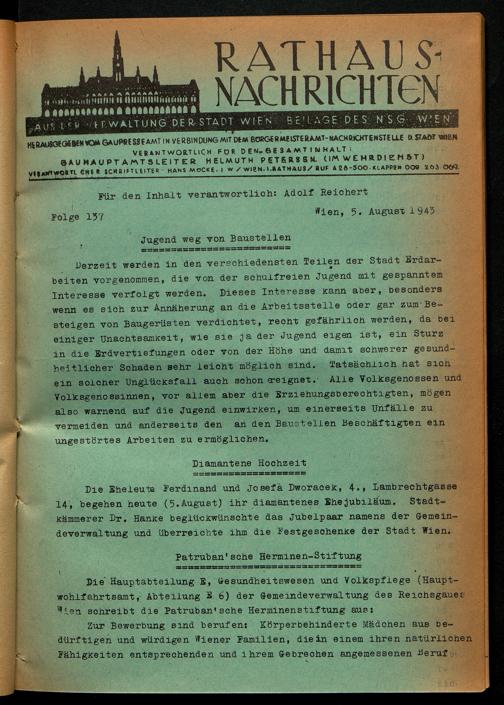 RATHAUS-
NACHRICHTEN
AUS DER VERWALTUNG DER STADT WIEN BEILAGE DES N.S.G. WIEN
HERAUSGEGEBEN VOM GAUPRESSEAMT IN VERBINDUNG MIT DEM BÜRGERMEISTERAMT-NACHRICHTENSTELLE D. STADT WIEN
VERANTWORTLICH FÜR DEN GESAMTINHALT:
GAUHAUPTAMTSLEITER HELMUTH PETERSEN (IM WEHRDIENST)
VERANTWORTLICHER SCHRIFTLEITER: HANS MÜCKE, I W / WIEN, I. RATHAUS / RUF A 28-500 KLAPPEN 009 263 069.
Für den Inhalt verantwortlich: Adolf Reichert
Folge 137 Wien, 5. August 1943
Jugend weg von Baustellen
Derzeit werden in den verschiedensten Teilen der Stadt Erdar-
beiten vorgenommen, die von der schulfreien Jugend mit gespanntem
Interesse verfolgt werden. Dieses Interesse kann aber, besonders
wenn es sich zur Annäherung an die Arbeitsstelle oder gar zum Be-
steigen von Baugerüsten verdichtet, recht gefährlich werden, da bei
einiger Unachtsamkeit, wie sie ja der Jugend eigen ist, ein Sturz
in die Erdvertiefungen oder von der Höhe und damit schwerer gesund-
heitlicher Schaden sehr leicht möglich sind. Tatsächlich hat sich
ein solcher Unglücksfall auch schon ereignet. Alle Volksgenossen und
Volksgenossinnen, vor allem aber die Erziehungsberechtigten, mögen
also warnend auf die Jugend einwirken, um einerseits Unfälle zu
vermeiden und anderseits den an den Baustellen Beschäftigten ein
ungestörtes Arbeiten zu ermöglichen.
Diamantene Hochzeit
Die Eheleute Ferdinand und Josefa Dworacek, 4., Lambrechtgasse
14, begehen heute (5.August) ihr diamantenes Ehejubiläum. Stadt-
kämmerer Dr. Hanke beglückwünschte das Jubelpaar namens der Gemein-
deverwaltung und überreichte ihm die Festgeschenke der Stadt Wien.
Patruban'sche Herminen-Stiftung
Die Hauptabteilung E, Gesundheitswesen und Volkspflege (Haupt-
wohlfahrtsamt, Abteilung E 6) der Gemeindeverwaltung des Reichsgaues
Wien schreibt die Patruban'sche Herminenstiftung aus:
Zur Bewerbung sind berufen: Körperbehinderte Mädchen aus be-
dürftigen und würdigen Wiener Familien, die in einem ihren natürlichen
Fähigkeiten entsprechenden und ihrem Gebrechen angemessenen Beruf